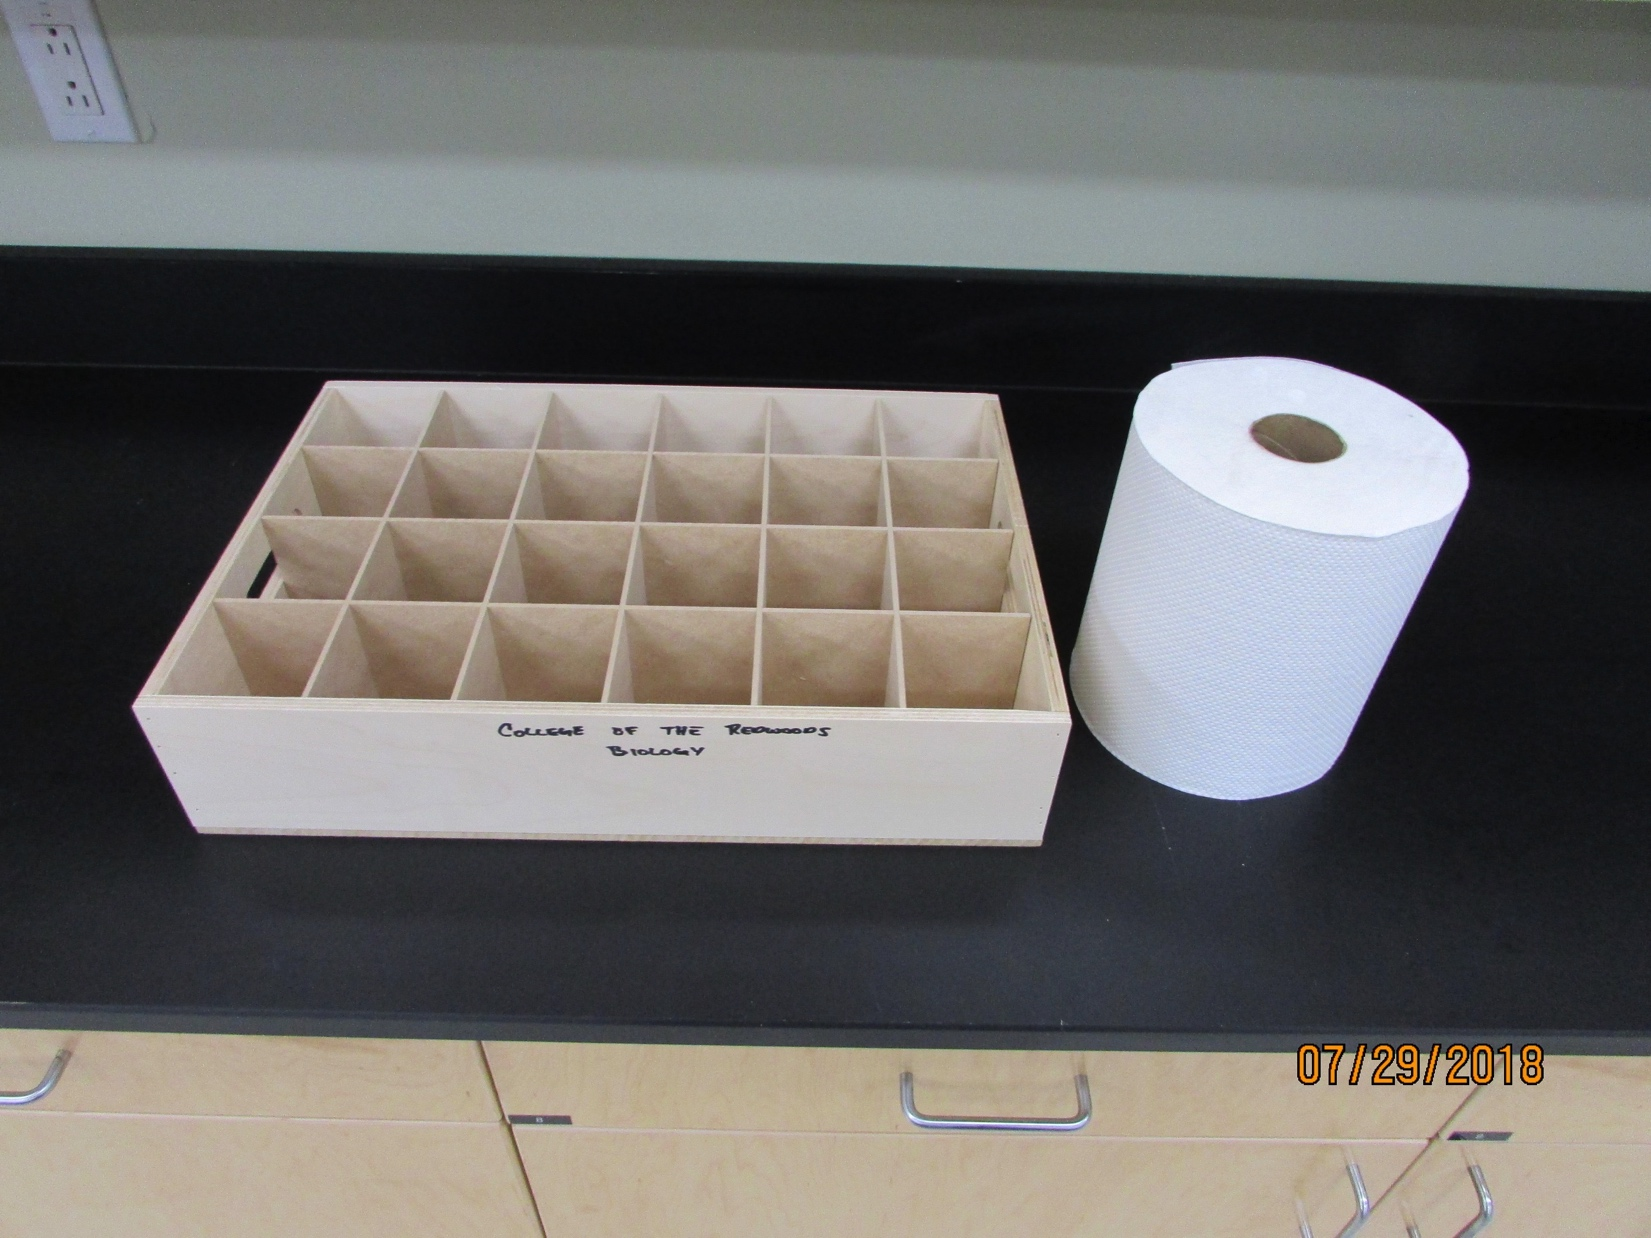 COLLEGE OF THE REDWOODS
BIOLOGY
07/29/2018